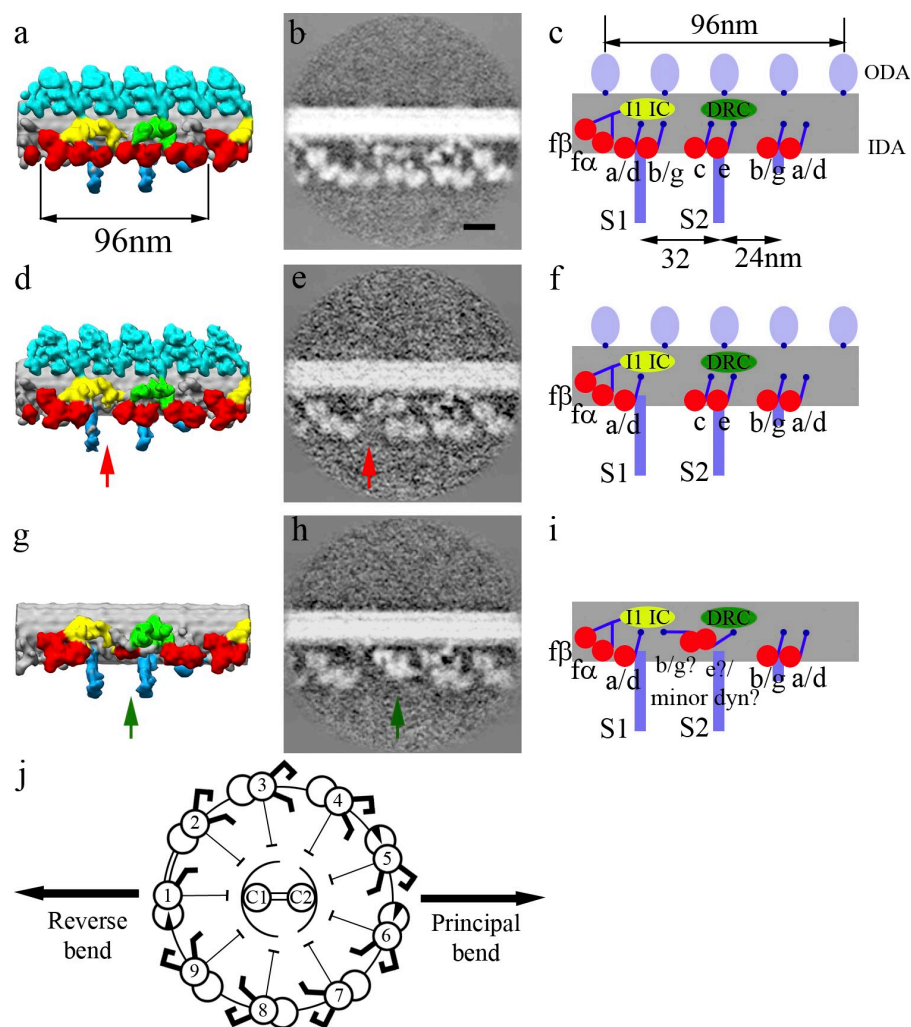 a
96nm
b
c
96nm
ODA
I1 IC
DRC
IDA
fβ
fα
a/d
b/g
c
e
b/g
a/d
S1
S2
32
24nm
d
e
f
I1 IC
DRC
fβ
fα
a/d
c
e
b/g
a/d
S1
S2
g
h
i
I1 IC
DRC
fβ
fα
a/d
b/g?
e?/
minor dyn?
b/g
a/d
S1
S2
j
3
4
2
5
1
C1
C2
6
9
8
7
Reverse
bend
Principal
bend